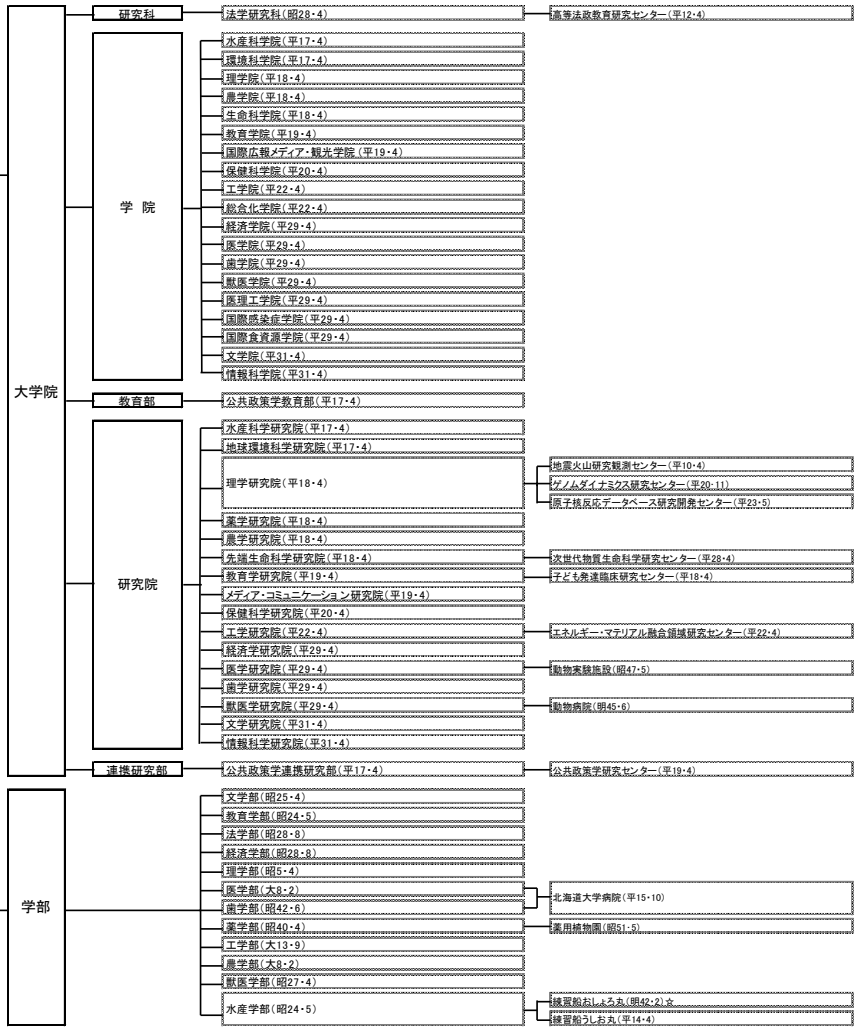 研究科 法学研究科(昭28・4) 高等法政教育研究センター(平12・4)
水産科学院(平17・4)
環境科学院(平17・4)
理学院(平18・4)
農学院(平18・4)
生命科学院(平18・4)
教育学院(平19・4)
国際広報メディア・観光学院(平19・4)
保健科学院(平20・4)
工学院(平22・4)
学 院
総合化学院(平22・4)
経済学院(平29・4)
医学院(平29・4)
歯学院(平29・4)
獣医学院(平29・4)
医理工学院(平29・4)
国際感染症学院(平29・4)
国際食資源学院(平29・4)
文学院(平31・4)
情報科学院(平31・4)
大学院
教育部 公共政策学教育部(平17・4)
水産科学研究院(平17・4)
地球環境科学研究院(平17・4)
理学研究院(平18・4)
地震火山研究観測センター(平10・4)
ゲノムダイナミクス研究センター(平20・11)
原子核反応データベース研究開発センター(平23・5)
薬学研究院(平18・4)
農学研究院(平18・4)
先端生命科学研究院(平18・4) 次世代物質生命科学研究センター(平28・4)
教育学研究院(平19・4) 子ども発達臨床研究センター(平18・4)
研究院
メディア・コミュニケーション研究院(平19・4)
保健科学研究院(平20・4)
工学研究院(平22・4) エネルギー・マテリアル融合領域研究センター(平22・4)
経済学研究院(平29・4)
医学研究院(平29・4) 動物実験施設(昭47・5)
歯学研究院(平29・4)
獣医学研究院(平29・4) 動物病院(明45・6)
文学研究院(平31・4)
情報科学研究院(平31・4)
連携研究部 公共政策学連携研究部(平17・4) 公共政策学研究センター(平19・4)
文学部(昭25・4)
教育学部(昭24・5)
法学部(昭28・8)
経済学部(昭28・8)
理学部(昭5・4)
医学部(大8・2)
北海道大学病院(平15・10)
学部
歯学部(昭42・6)
薬学部(昭40・4) 薬用植物園(昭51・5)
工学部(大13・9)
農学部(大8・2)
獣医学部(昭27・4)
水産学部(昭24・5)
練習船おしょろ丸(明42・2)☆
練習船うしお丸(平14・4)